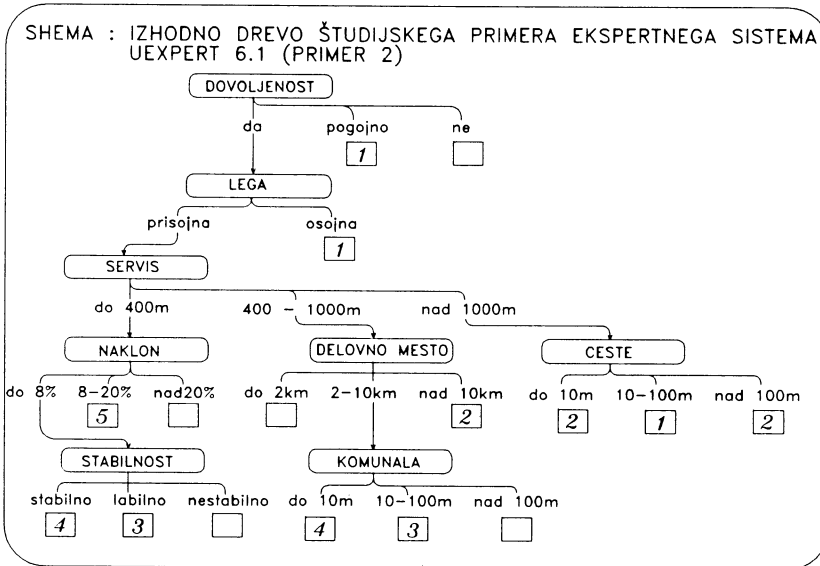 SHEMA : IZHODNO DREVO ŠTUDIJSKEGA PRIMERA EKSPERTNEGA SISTEMA
UEXPERT 6.1 (PRIMER 2)
DOVOLJENOST
da pogojno ne
1
LEGA
prisojna osojna
1
SERVIS
do 400m 400 - 1000m nad 1000m
NAKLON DELOVNO MESTO CESTE
do 8% 8-20% nad20% do 2km 2-10km nad 10km do 10m 10-100m nad 100m
5 2 2 1 2
STABILNOST KOMUNALA
stabilno labilno nestabilno do 10m 10-100m nad 100m
4 3 4 3